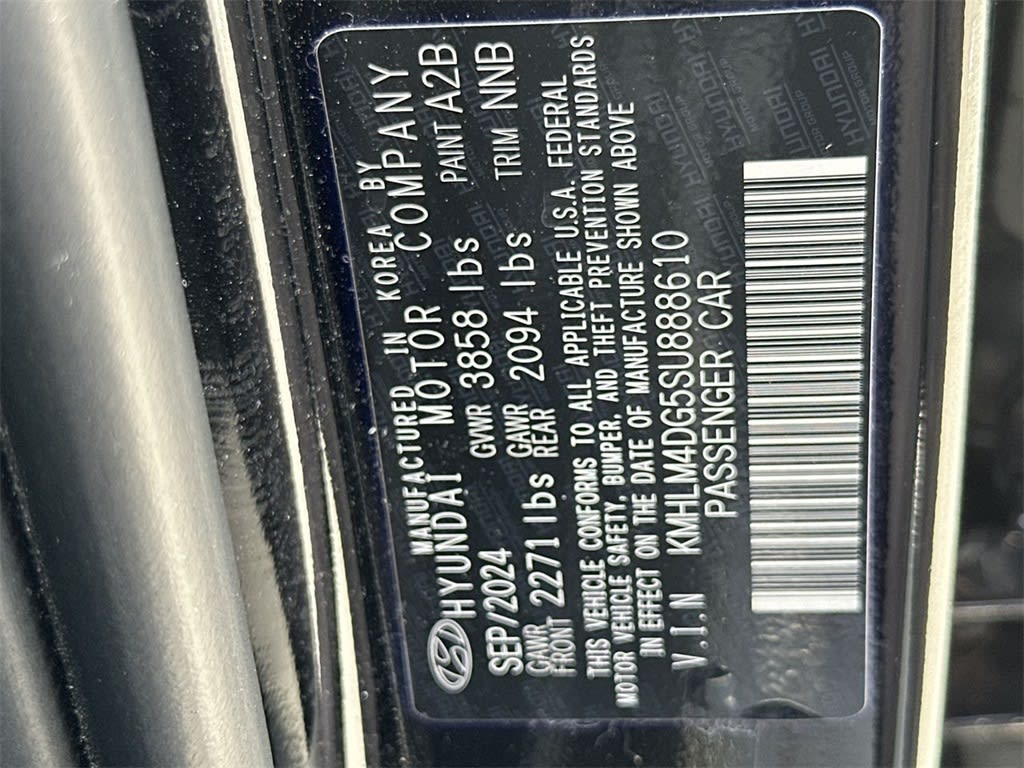 MANUFACTURED IN KOREA BY
HYUNDAI MOTOR COMPANY
SEP/2024 GVWR 3858 lbs PAINT A2B
GAWR FRONT 2271 lbs GAWR REAR 2094 lbs TRIM NNB
THIS VEHICLE CONFORMS TO ALL APPLICABLE U.S.A. FEDERAL
MOTOR VEHICLE SAFETY, BUMPER, AND THEFT PREVENTION STANDARDS
IN EFFECT ON THE DATE OF MANUFACTURE SHOWN ABOVE
V.I.N KMHLM4DG5SU888610
PASSENGER CAR